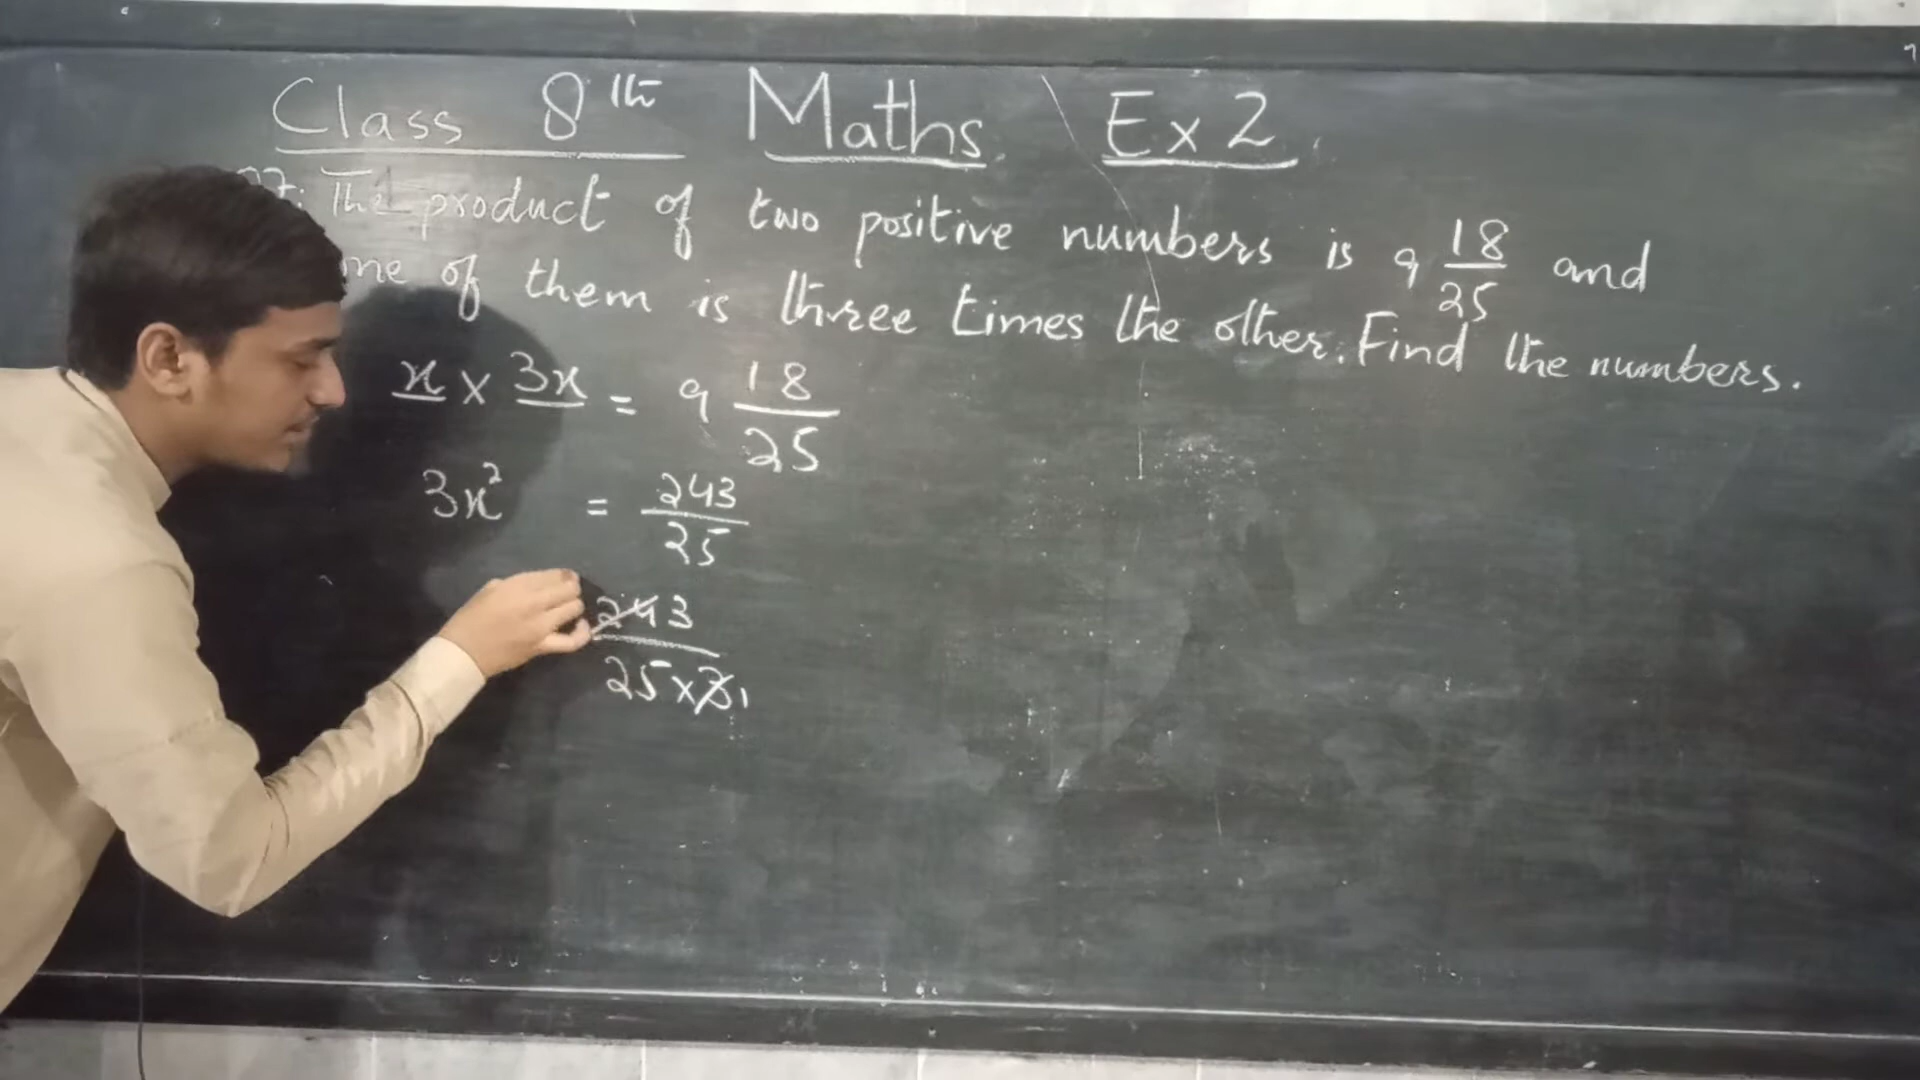 Class 8th Maths Ex 2
The product of two positive numbers is 9 18/25 and
of them is three times the other. Find the numbers.
x × 3x = 9 18/25
3x² = 243/25
243/25×3 1